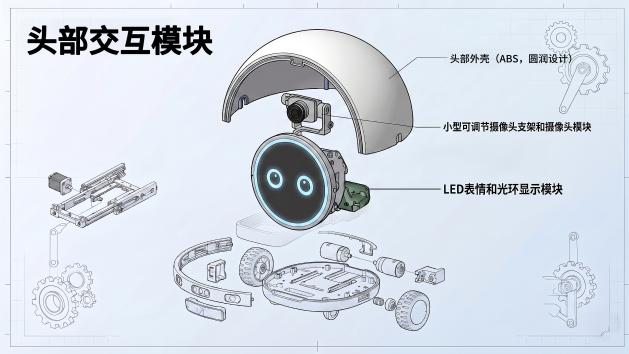 头部交互模块
头部外壳（ABS，圆润设计）
小型可调节摄像头支架和摄像头模块
LED表情和光环显示模块